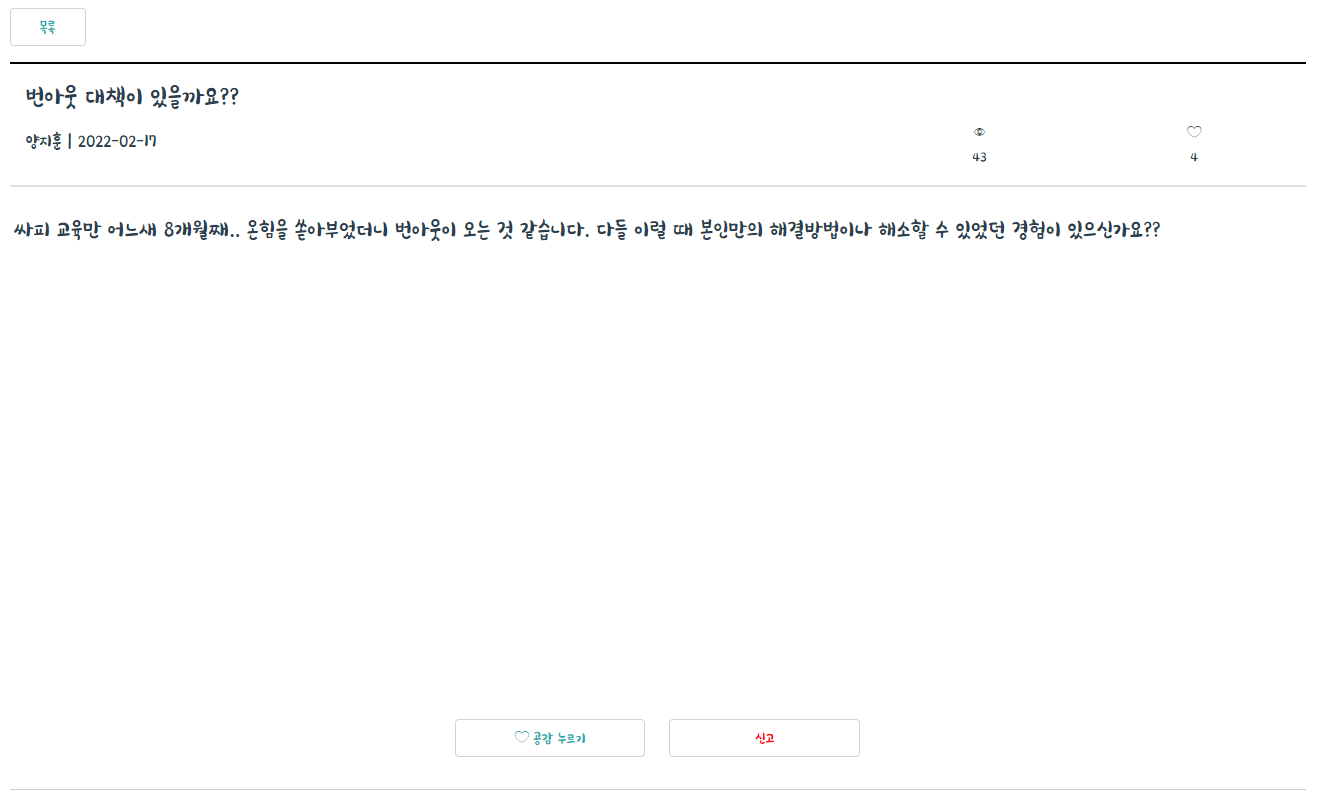 목록
번아웃 대책이 있을까요??
양지훈 | 2022-02-17
43
4
싸피 교육만 어느새 8개월째.. 온힘을 쏟아부었더니 번아웃이 오는 것 같습니다. 다들 이럴 때 본인만의 해결방법이나 해소할 수 있었던 경험이 있으신가요??
공감 누르기
신고